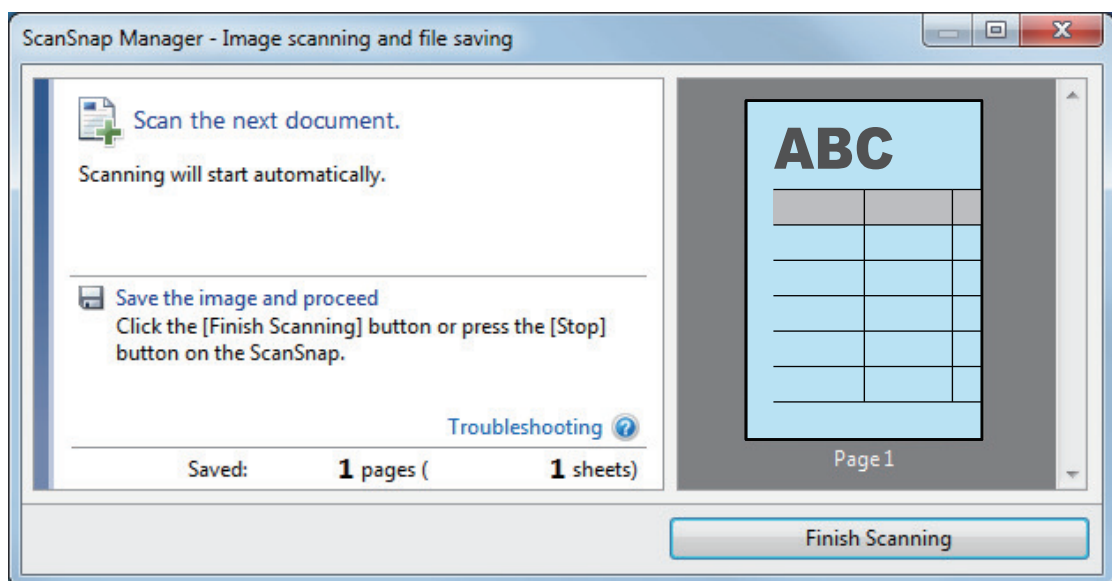 ScanSnap Manager - Image scanning and file saving
Scan the next document.
Scanning will start automatically.
Save the image and proceed
Click the [Finish Scanning] button or press the [Stop]
button on the ScanSnap.
Troubleshooting
Saved: 1 pages ( 1 sheets)
ABC
Page 1
Finish Scanning